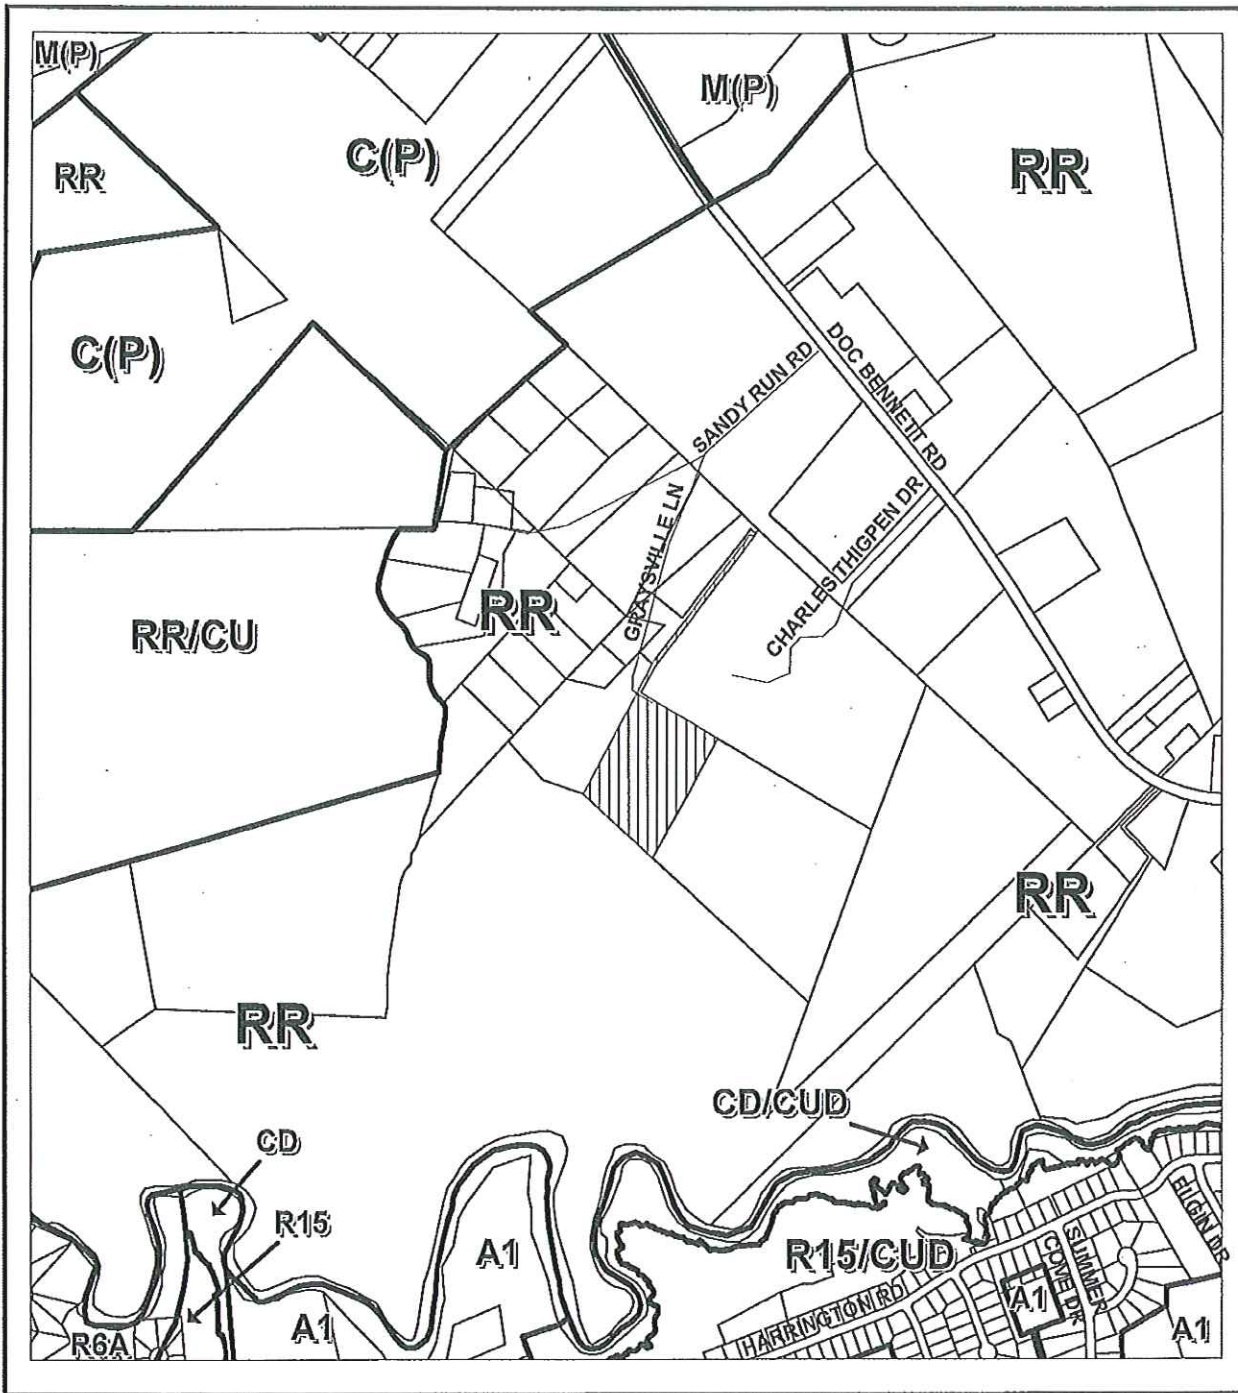 M(P)
M(P)
C(P)
RR
RR
C(P)
DOC BENNETT RD
SANDY RUN RD
GRAYSVILLE LN
CHARLES THIGPEN DR
RR
RR/CU
RR
RR
CD/CUD
CD
R15
A1
R15/CUD
ELGIN DR
SUMMER
COVE DR
HARRINGTON RD
A1
A1
A1
R6A